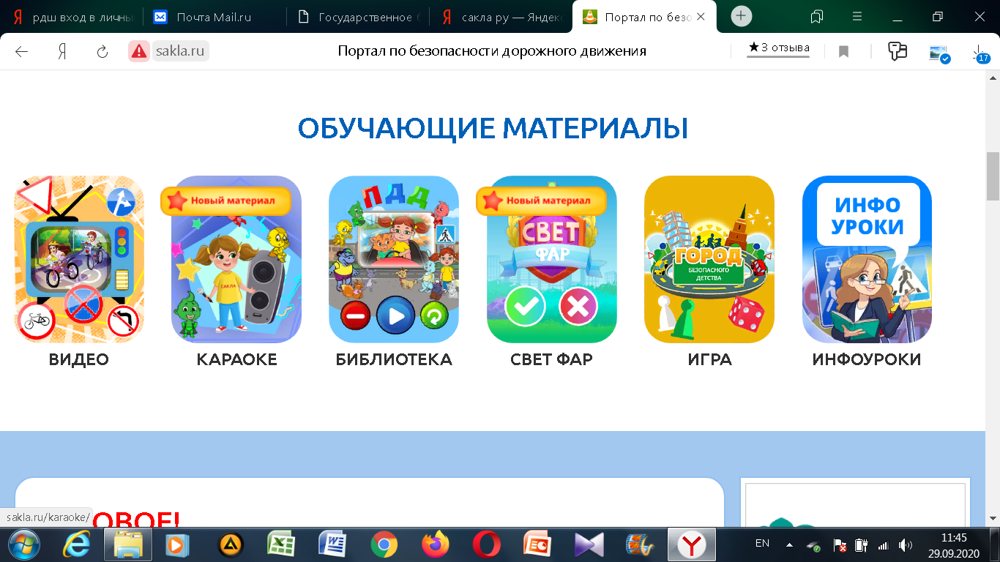 рдш вход в личны
Почта Mail.ru
Государственное б
сакла ру — Яндекс
Портал по безо
sakla.ru
Портал по безопасности дорожного движения
★ 3 отзыва
17
ОБУЧАЮЩИЕ МАТЕРИАЛЫ
ВИДЕО
Новый материал
САКЛА
КАРАОКЕ
ПДД
БИБЛИОТЕКА
Новый материал
СВЕТ
ФАР
СВЕТ ФАР
ГОРОД
БЕЗОПАСНОГО
ДЕТСТВА
ИГРА
ИНФО
УРОКИ
ИНФОУРОКИ
ОВОЕ!
sakla.ru/karaoke/
EN
11:45
29.09.2020